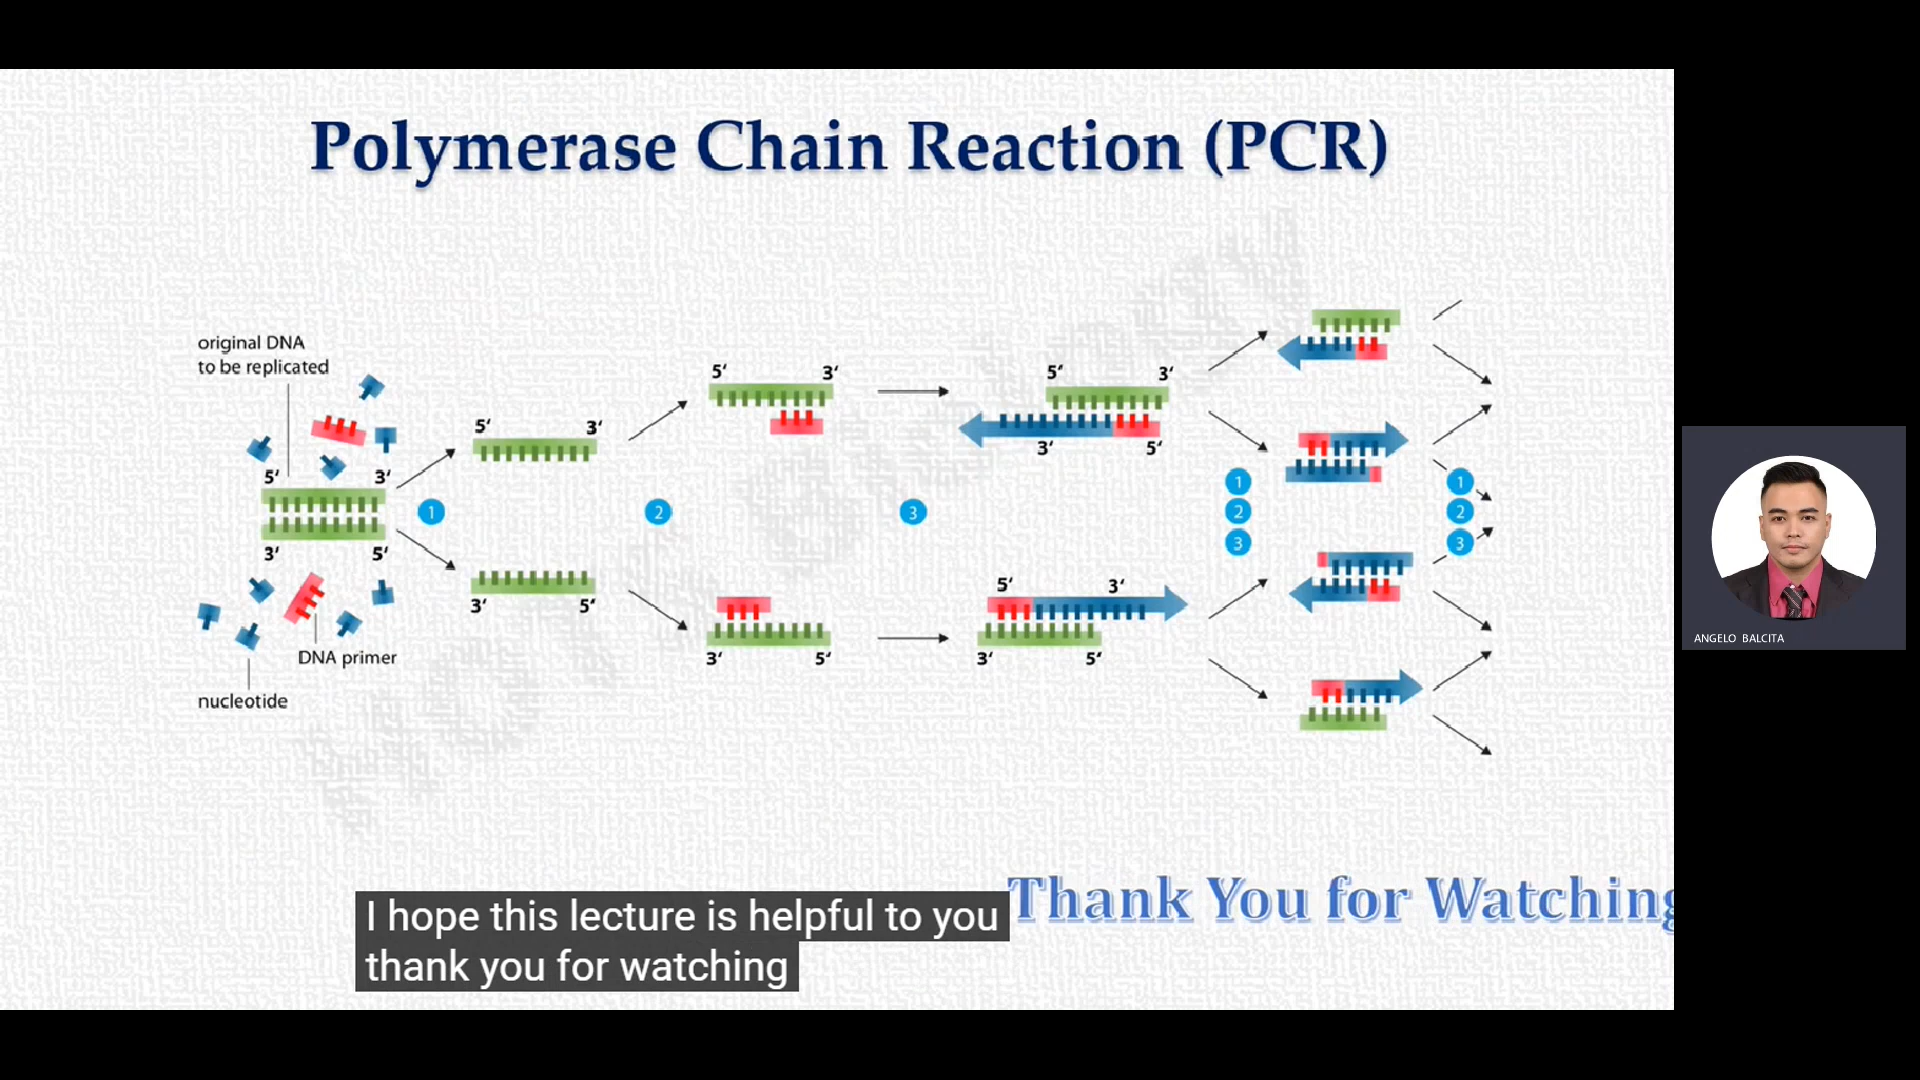 Polymerase Chain Reaction (PCR)
original DNA
to be replicated
5‘ 3‘
3‘ 5‘
DNA primer
nucleotide
1
5‘ 3‘
3‘ 5‘
2
5‘ 3‘
3‘ 5‘
3
5‘ 3‘
3‘ 5‘
5‘ 3‘
3‘ 5‘
1
2
3
1
2
3
ANGELO BALCITA
Thank You for Watching
I hope this lecture is helpful to you
thank you for watching